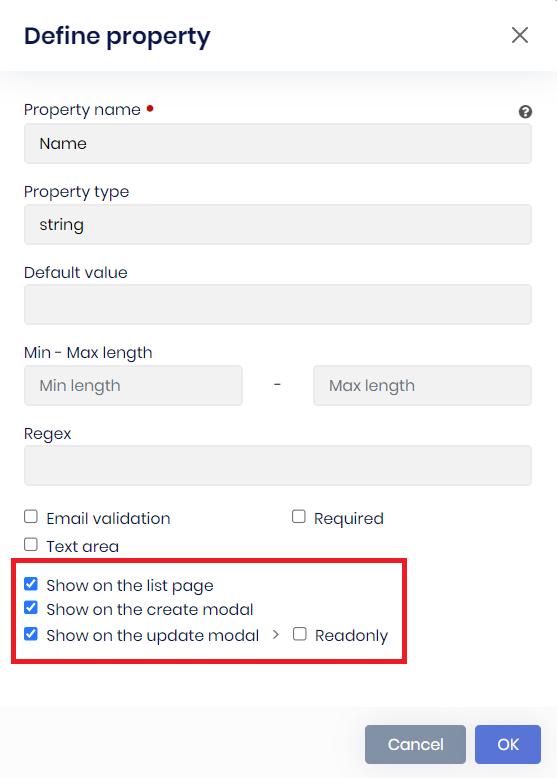 Define property
Property name
Name
Property type
string
Default value
Min - Max length
Min length - Max length
Regex
Email validation Required
Text area
Show on the list page
Show on the create modal
Show on the update modal > Readonly
Cancel OK